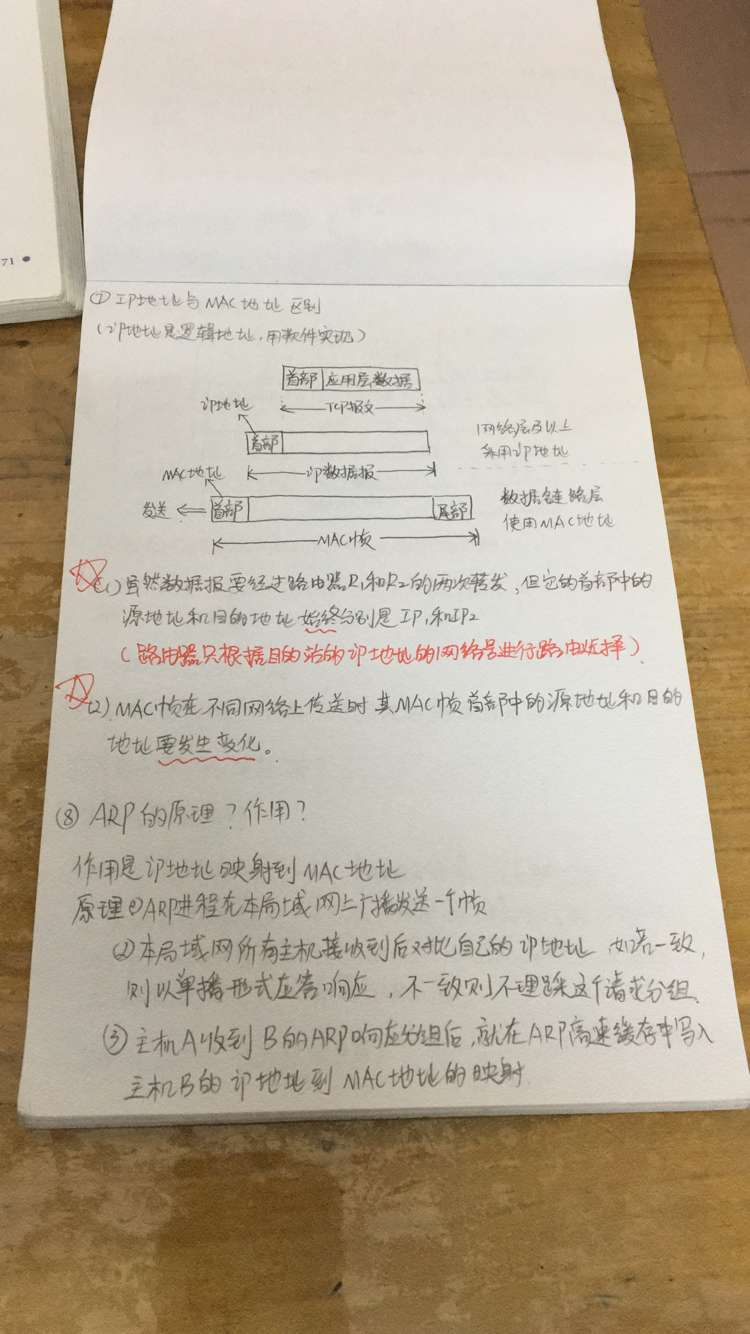 71
⑦ IP地址与MAC地址 区别
(IP地址是逻辑地址,用软件实现)
首部 应用层数据
IP地址
TCP报文
首部
网络层及以上
采用IP地址
MAC地址
IP数据报
发送
首部
尾部
数据链路层
使用MAC地址
MAC帧
(1) 虽然数据报要经过路由器R1和R2的两次转发,但它的首部中的
源地址和目的地址 始终分别是 IP1和IP2
(路由器只根据目的站的IP地址的网络号进行路由选择)
(2) MAC帧在不同网络上传送时 其MAC帧首部中的源地址和目的
地址 要发生变化。
⑧ ARP的原理?作用?
作用是IP地址映射到MAC地址
原理①ARP进程在本局域网上广播发送一个帧
②本局域网所有主机接收到后对比自己的IP地址 如若一致,
则以单播形式应答响应,不一致则不理睬这个请求分组.
③主机A收到B的ARP响应分组后,就在ARP高速缓存中写入
主机B的IP地址到MAC地址的映射